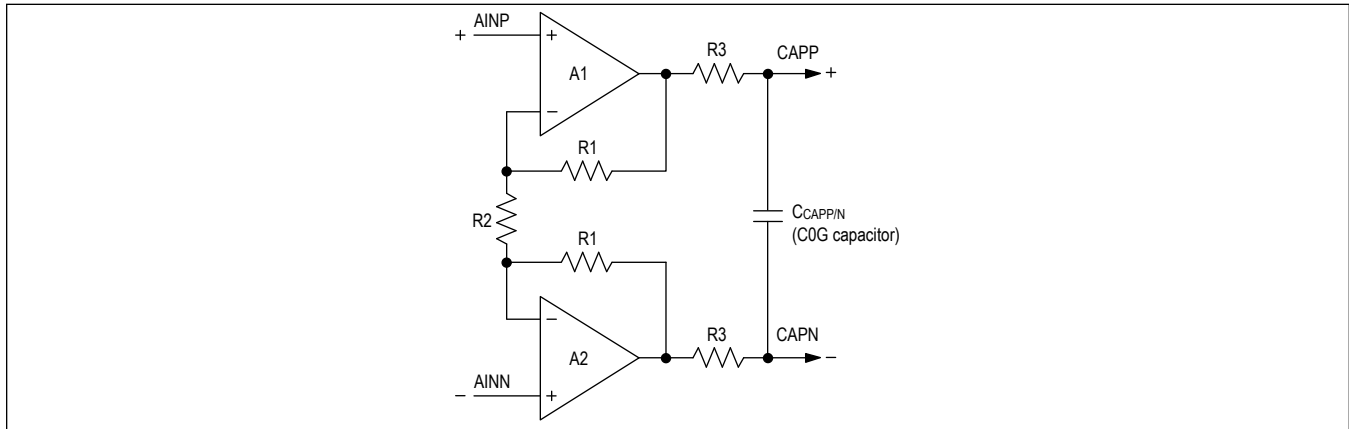 AINP
+
+
A1
−
R3
CAPP
+
R1
R2
R1
CCAPP/N
(C0G capacitor)
−
A2
+
R3
CAPN
−
AINN
−